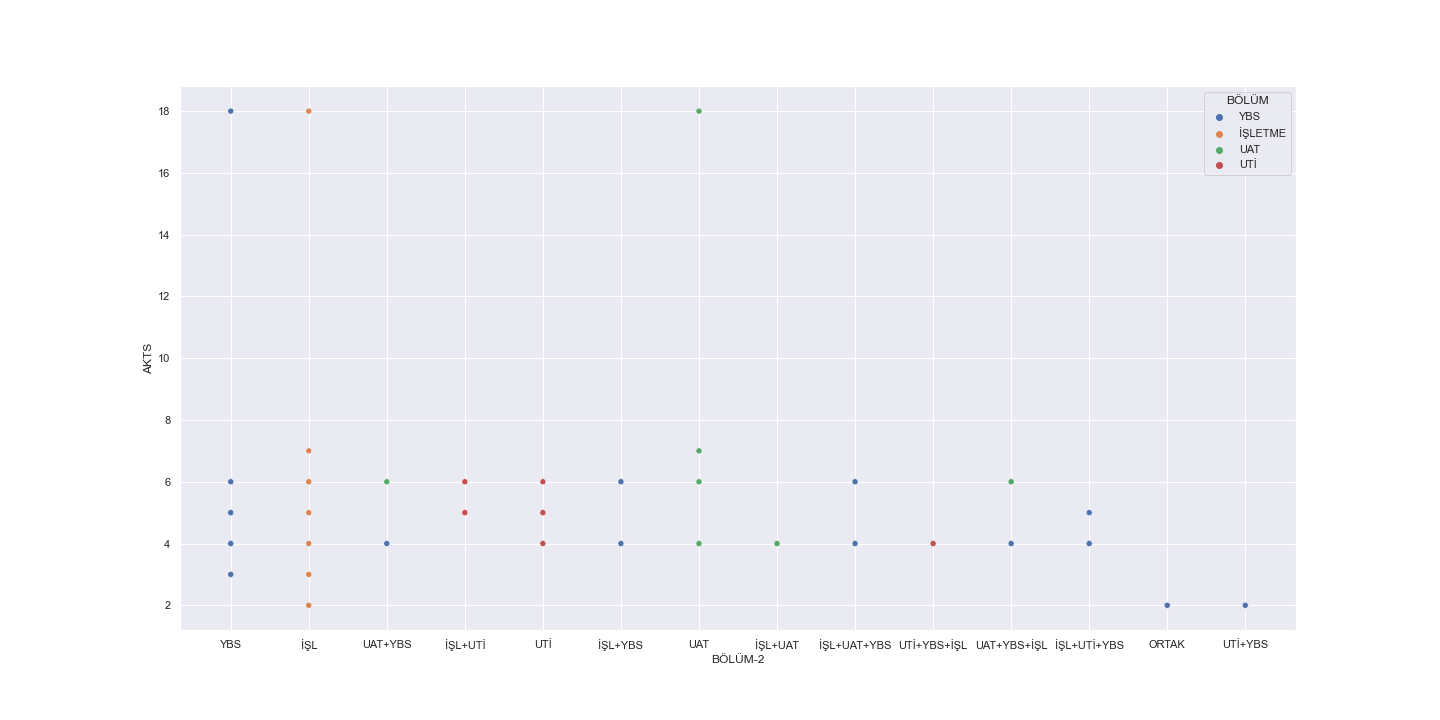 BÖLÜM
YBS
İŞLETME
UAT
UTİ
18
16
14
12
10
8
6
4
2
AKTS
YBS İŞL UAT+YBS İŞL+UTİ UTİ İŞL+YBS UAT İŞL+UAT İŞL+UAT+YBS UTİ+YBS+İŞL UAT+YBS+İŞL İŞL+UTİ+YBS ORTAK UTİ+YBS
BÖLÜM-2